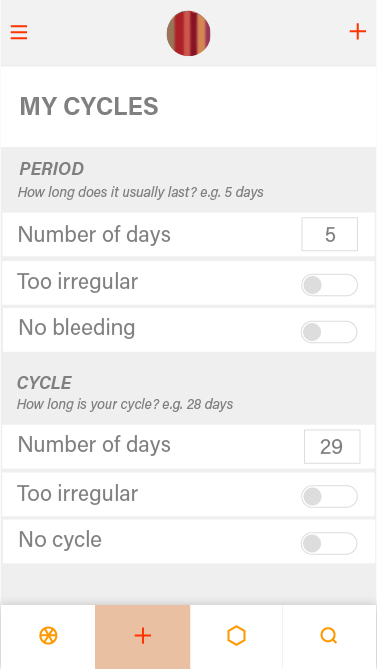 MY CYCLES
PERIOD
How long does it usually last? e.g. 5 days
Number of days 5
Too irregular
No bleeding
CYCLE
How long is your cycle? e.g. 28 days
Number of days 29
Too irregular
No cycle